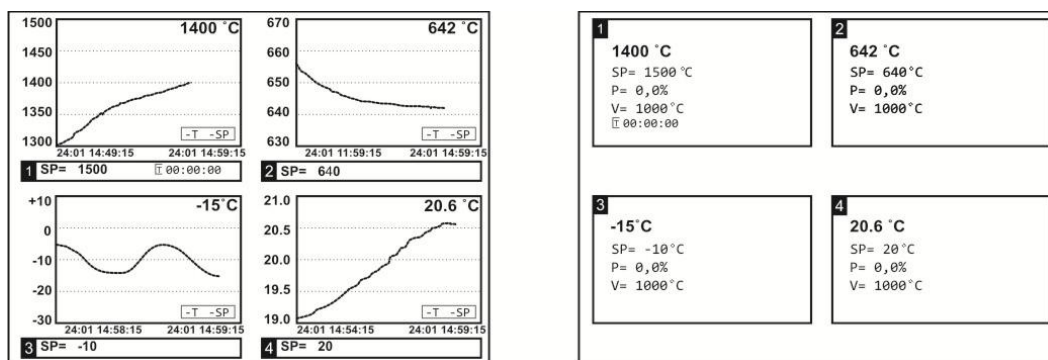 1500
1400 °C
1450
1400
1350
1300
-T -SP
24:01 14:49:15 24:01 14:59:15
1 SP= 1500 T 00:00:00
670
642 °C
660
650
640
630
-T -SP
24:01 11:59:15 24:01 14:59:15
2 SP= 640
+10
-15°C
0
-10
-20
-30
-T -SP
24:01 14:58:15 24:01 14:59:15
3 SP= -10
21.0
20.6 °C
20.5
20.0
19.5
19.0
-T -SP
24:01 14:54:15 24:01 14:59:15
4 SP= 20
1
1400 °C
SP= 1500 °C
P= 0,0%
V= 1000°C
T 00:00:00
2
642 °C
SP= 640°C
P= 0,0%
V= 1000°C
3
-15°C
SP= -10°C
P= 0,0%
V= 1000°C
4
20.6 °C
SP= 20°C
P= 0,0%
V= 1000°C